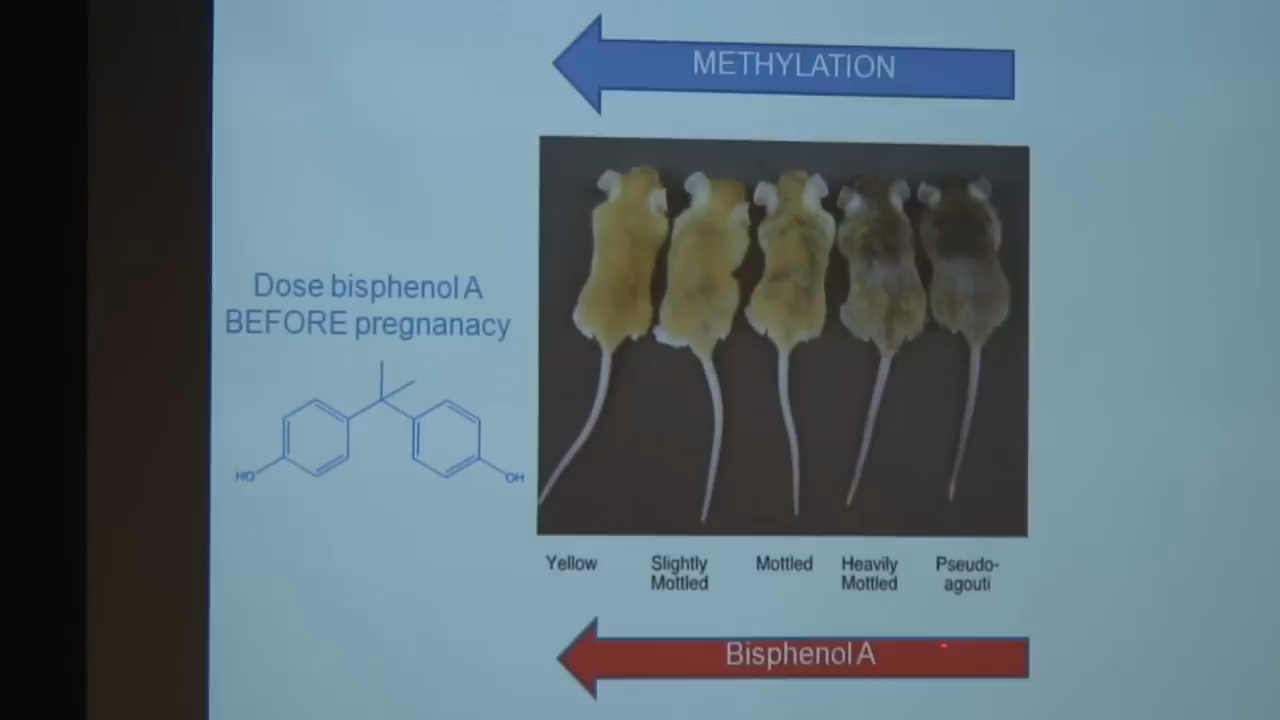 METHYLATION
Dose bisphenol A
BEFORE pregnanacy
HO
OH
Yellow
Slightly
Mottled
Mottled
Heavily
Mottled
Pseudo-
agouti
Bisphenol A